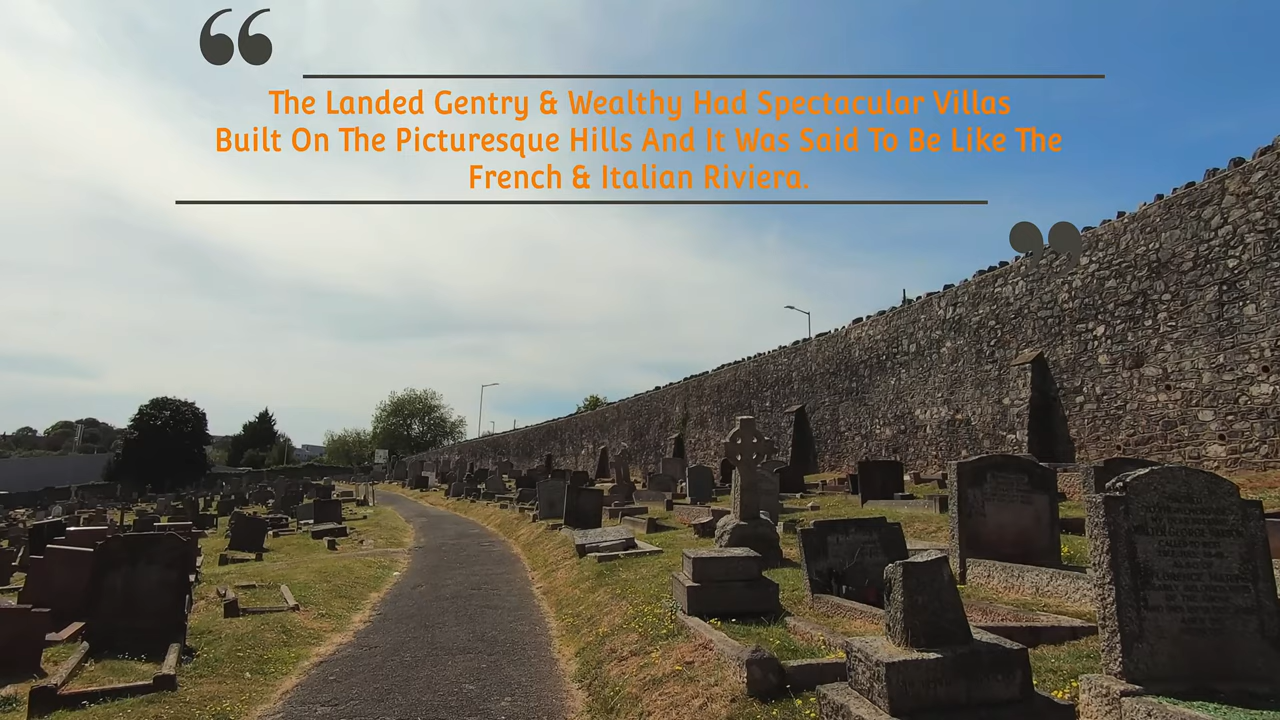 The Landed Gentry & Wealthy Had Spectacular Villas
Built On The Picturesque Hills And It Was Said To Be Like The
French & Italian Riviera.